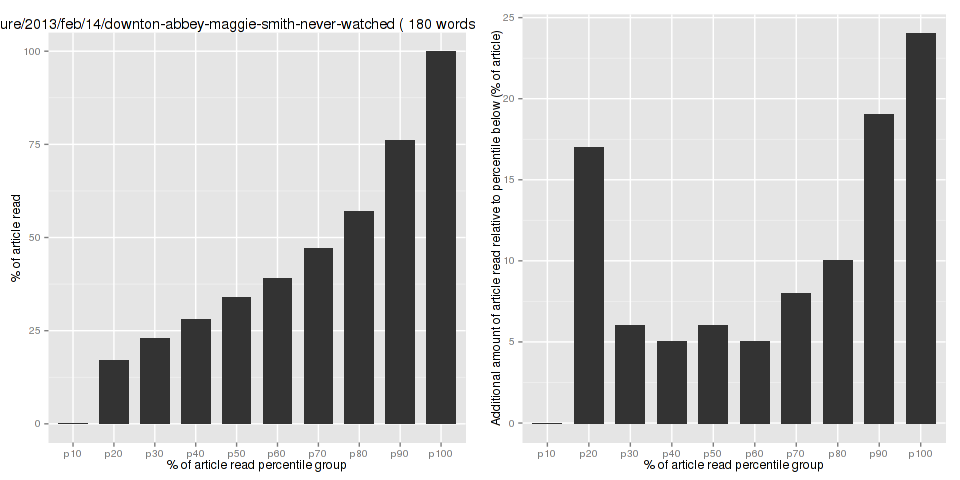 ure/2013/feb/14/downton-abbey-maggie-smith-never-watched ( 180 words
% of article read
100
75
50
25
0
p10 p20 p30 p40 p50 p60 p70 p80 p90 p100
% of article read percentile group
Additional amount of article read relative to percentile below (% of article)
25
20
15
10
5
0
p10 p20 p30 p40 p50 p60 p70 p80 p90 p100
% of article read percentile group